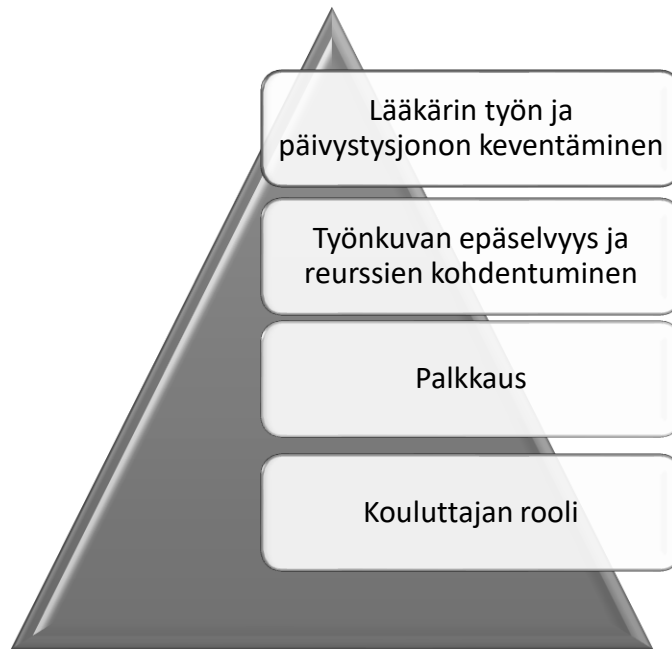 Lääkärin työn ja
päivystysjonon keventäminen
Työnkuvan epäselvyys ja
reurssien kohdentuminen
Palkkaus
Kouluttajan rooli